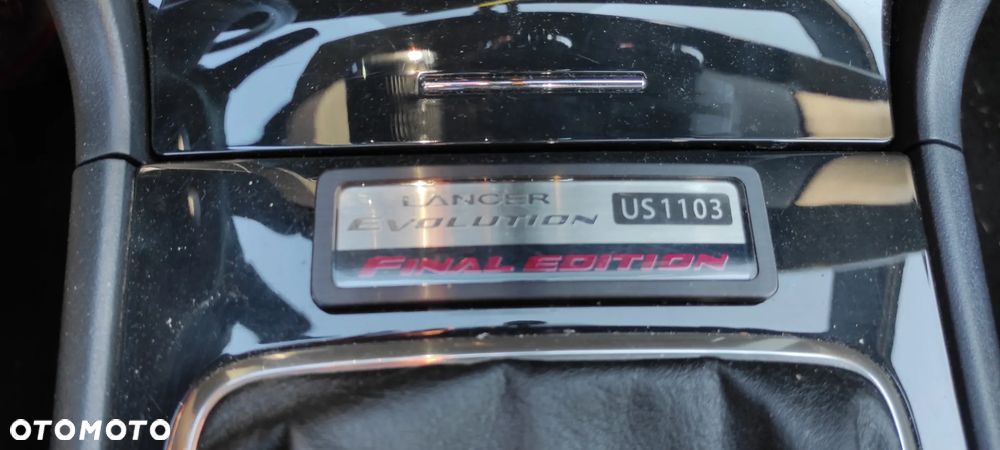 LANCER
EVOLUTION
US1103
FINAL EDITION
OTOMOTO